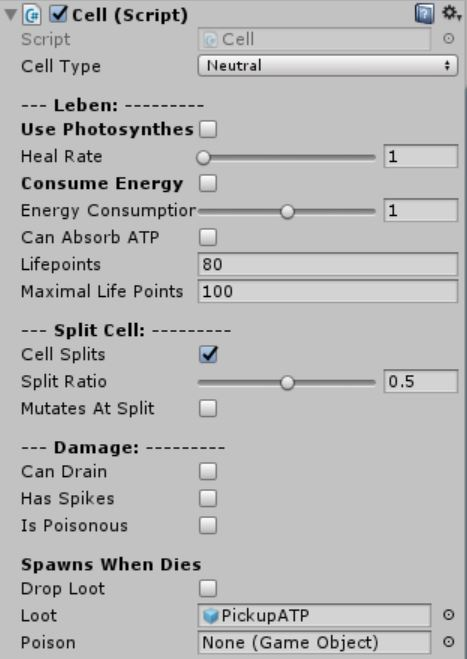 Cell (Script)
Script Cell
Cell Type Neutral
--- Leben: ---------
Use Photosynthes
Heal Rate 1
Consume Energy
Energy Consumption 1
Can Absorb ATP
Lifepoints 80
Maximal Life Points 100
--- Split Cell: ---------
Cell Splits
Split Ratio 0.5
Mutates At Split
--- Damage: ---------
Can Drain
Has Spikes
Is Poisonous
Spawns When Dies
Drop Loot
Loot PickupATP
Poison None (Game Object)